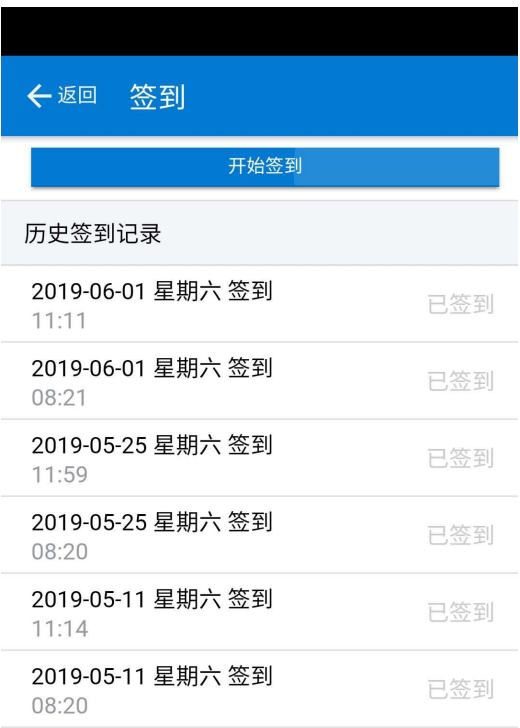 返回 签到
开始签到
历史签到记录
2019-06-01 星期六 签到
11:11
已签到
2019-06-01 星期六 签到
08:21
已签到
2019-05-25 星期六 签到
11:59
已签到
2019-05-25 星期六 签到
08:20
已签到
2019-05-11 星期六 签到
11:14
已签到
2019-05-11 星期六 签到
08:20
已签到